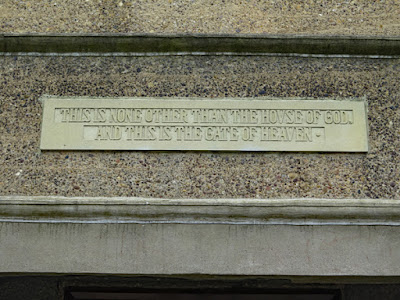 THIS IS NONE OTHER THAN THE HOVSE OF GOD,
AND THIS IS THE GATE OF HEAVEN·